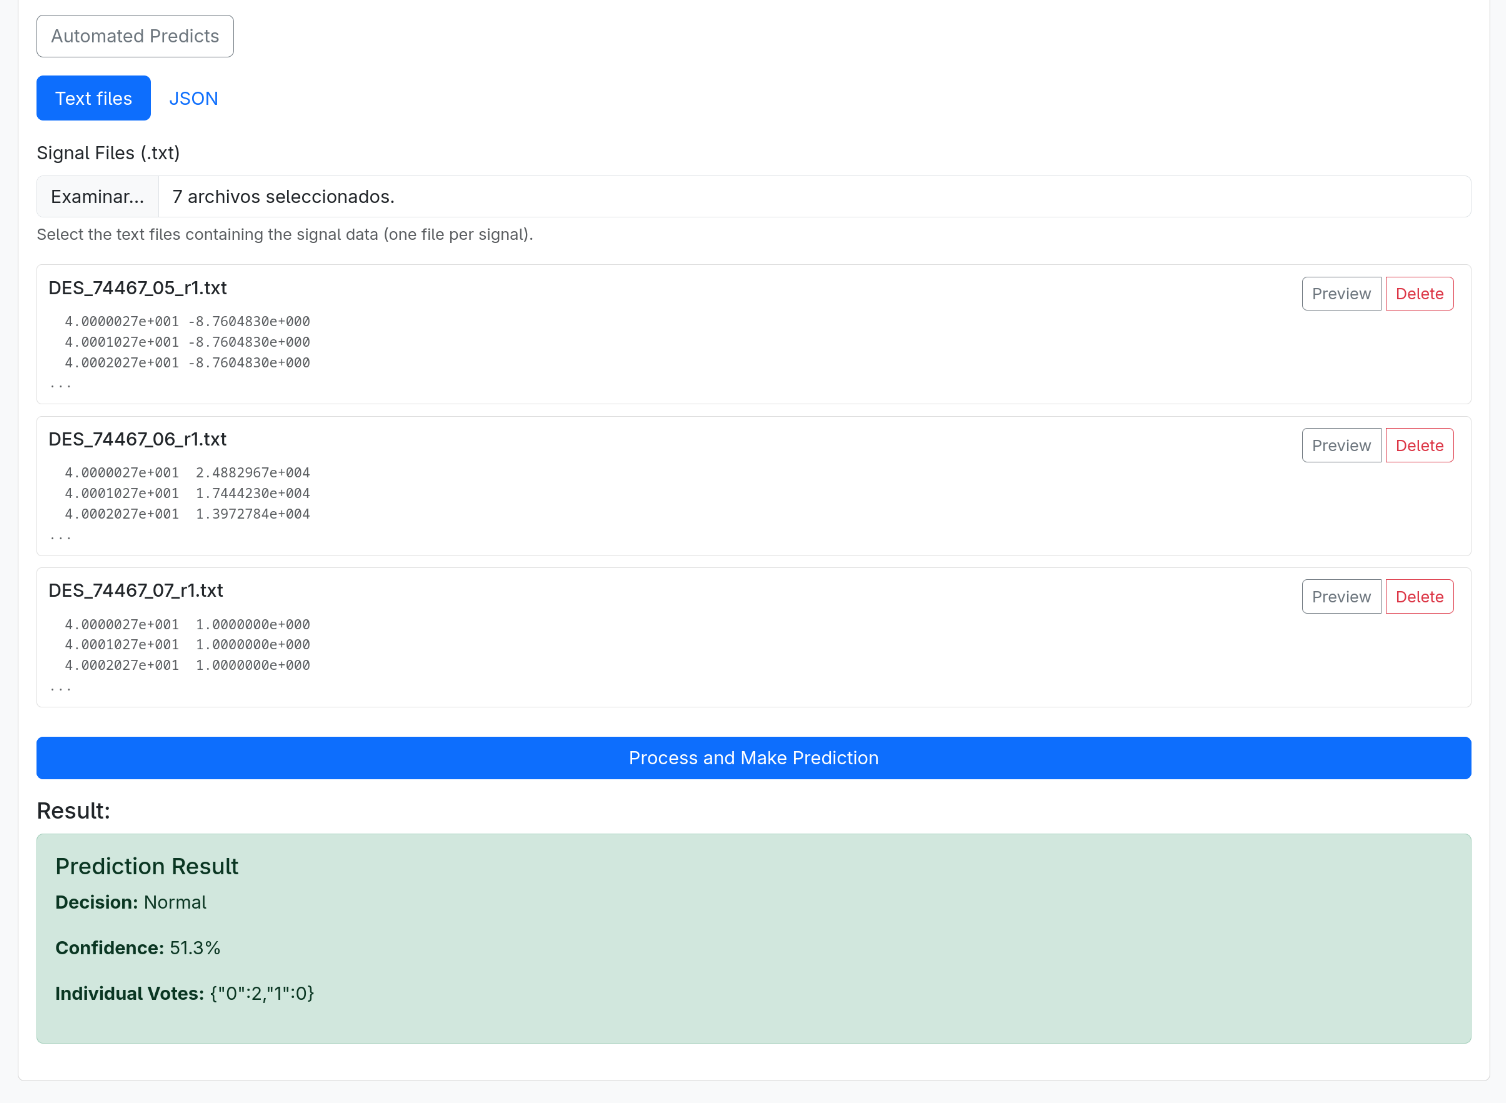 Automated Predicts
Text files JSON
Signal Files (.txt)
Examinar... 7 archivos seleccionados.
Select the text files containing the signal data (one file per signal).
DES_74467_05_r1.txt Preview Delete
4.0000027e+001 -8.7604830e+000
4.0001027e+001 -8.7604830e+000
4.0002027e+001 -8.7604830e+000
...
DES_74467_06_r1.txt Preview Delete
4.0000027e+001 2.4882967e+004
4.0001027e+001 1.7444230e+004
4.0002027e+001 1.3972784e+004
...
DES_74467_07_r1.txt Preview Delete
4.0000027e+001 1.0000000e+000
4.0001027e+001 1.0000000e+000
4.0002027e+001 1.0000000e+000
...
Process and Make Prediction
Result:
Prediction Result
Decision: Normal
Confidence: 51.3%
Individual Votes: {"0":2,"1":0}